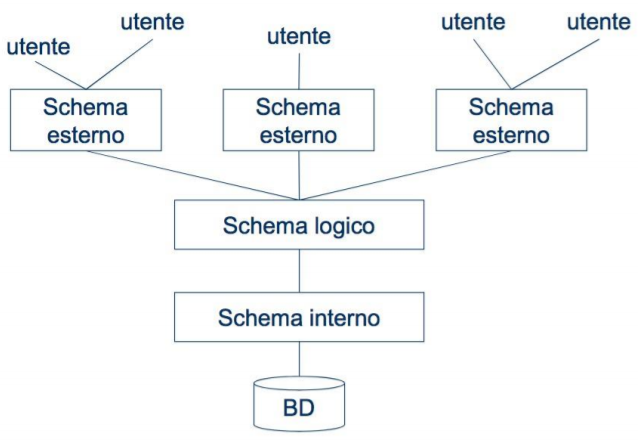 utente
utente
utente
utente
utente
Schema
esterno
Schema
esterno
Schema
esterno
Schema logico
Schema interno
BD